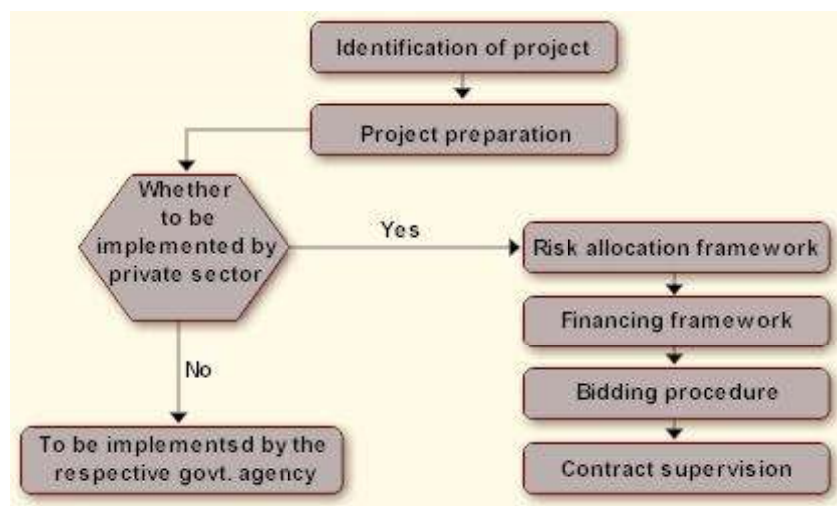 Identification of project
Project preparation
Whether
to be
implemented by
private sector
Yes
Risk allocation framework
Financing framework
No
Bidding procedure
To be implementsd by the
respective govt. agency
Contract supervision